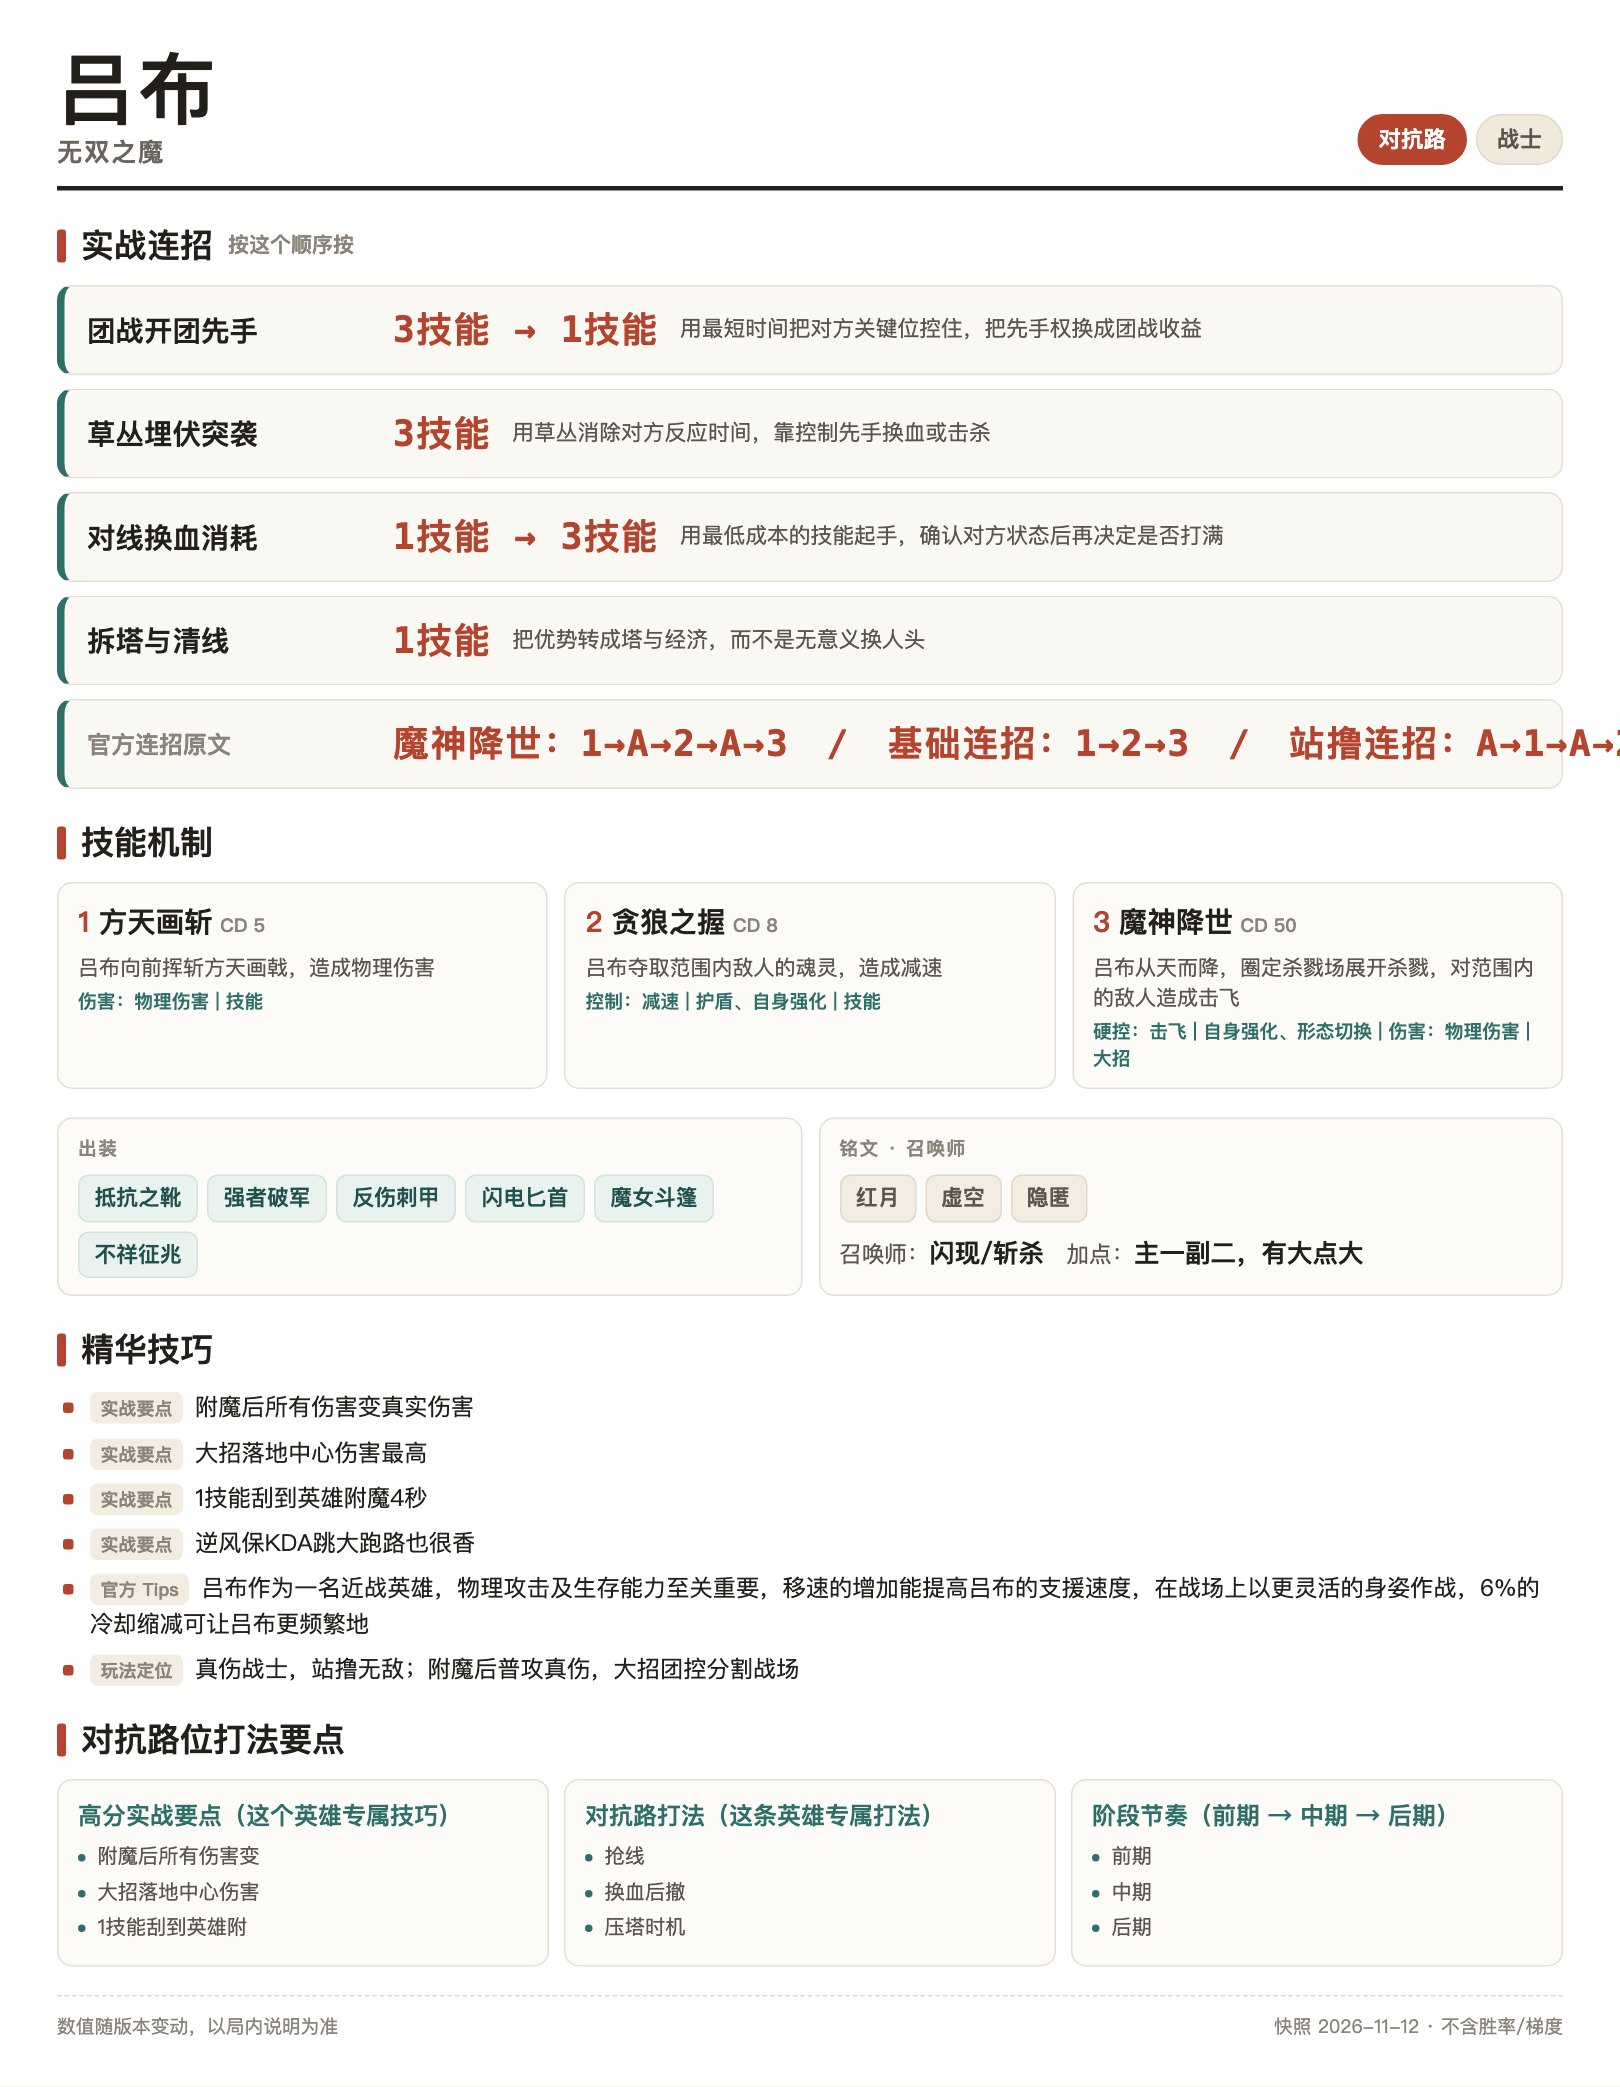 吕布
无双之魔
对抗路 战士
实战连招 按这个顺序按
团战开团先手 3技能 → 1技能 用最短时间把对方关键位控住，把先手权换成团战收益
草丛埋伏突袭 3技能 用草丛消除对方反应时间，靠控制先手换血或击杀
对线换血消耗 1技能 → 3技能 用最低成本的技能起手，确认对方状态后再决定是否打满
拆塔与清线 1技能 把优势转成塔与经济，而不是无意义换人头
官方连招原文 魔神降世：1→A→2→A→3 / 基础连招：1→2→3 / 站撸连招：A→1→A→
技能机制
1 方天画斩 CD 5
吕布向前挥斩方天画戟，造成物理伤害
伤害：物理伤害 | 技能
2 贪狼之握 CD 8
吕布夺取范围内敌人的魂灵，造成减速
控制：减速 | 护盾、自身强化 | 技能
3 魔神降世 CD 50
吕布从天而降，圈定杀戮场展开杀戮，对范围内
的敌人造成击飞
硬控：击飞 | 自身强化、形态切换 | 伤害：物理伤害 |
大招
出装
抵抗之靴 强者破军 反伤刺甲 闪电匕首 魔女斗篷
不祥征兆
铭文 · 召唤师
红月 虚空 隐匿
召唤师：闪现/斩杀 加点：主一副二，有大点大
精华技巧
实战要点 附魔后所有伤害变真实伤害
实战要点 大招落地中心伤害最高
实战要点 1技能刮到英雄附魔4秒
实战要点 逆风保KDA跳大跑路也很香
官方 Tips 吕布作为一名近战英雄，物理攻击及生存能力至关重要，移速的增加能提高吕布的支援速度，在战场上以更灵活的身姿作战，6%的
冷却缩减可让吕布更频繁地
玩法定位 真伤战士，站撸无敌；附魔后普攻真伤，大招团控分割战场
对抗路位打法要点
高分实战要点（这个英雄专属技巧）
附魔后所有伤害变
大招落地中心伤害
1技能刮到英雄附
对抗路打法（这条英雄专属打法）
抢线
换血后撤
压塔时机
阶段节奏（前期 → 中期 → 后期）
前期
中期
后期
数值随版本变动，以局内说明为准
快照 2026-11-12 · 不含胜率/梯度